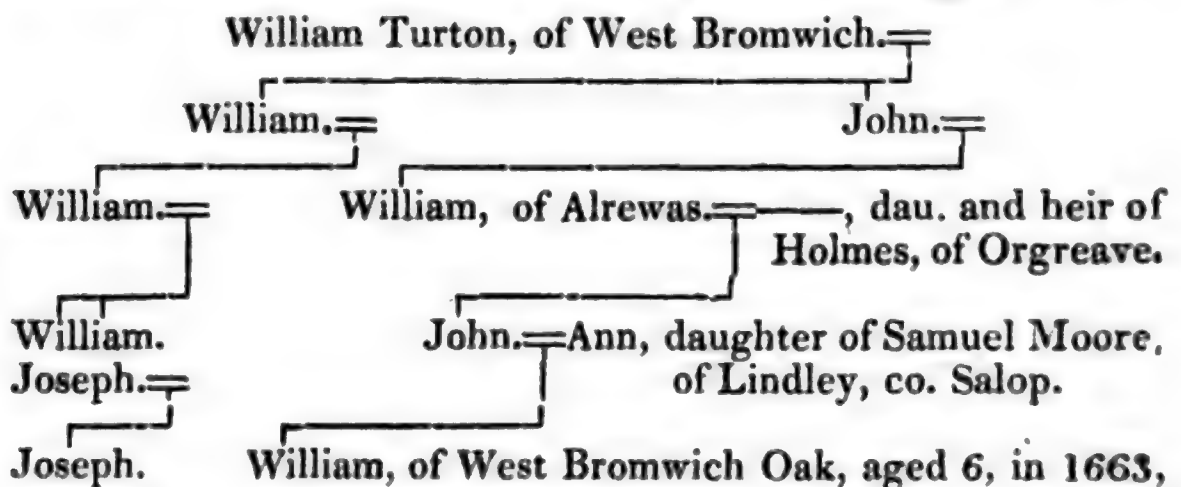 William Turton, of West Bromwich.
William. John.
William. William, of Alrewas. ——, dau. and heir of
Holmes, of Orgreave.
William. John. Ann, daughter of Samuel Moore,
Joseph. of Lindley, co. Salop.
Joseph. William, of West Bromwich Oak, aged 6, in 1663,